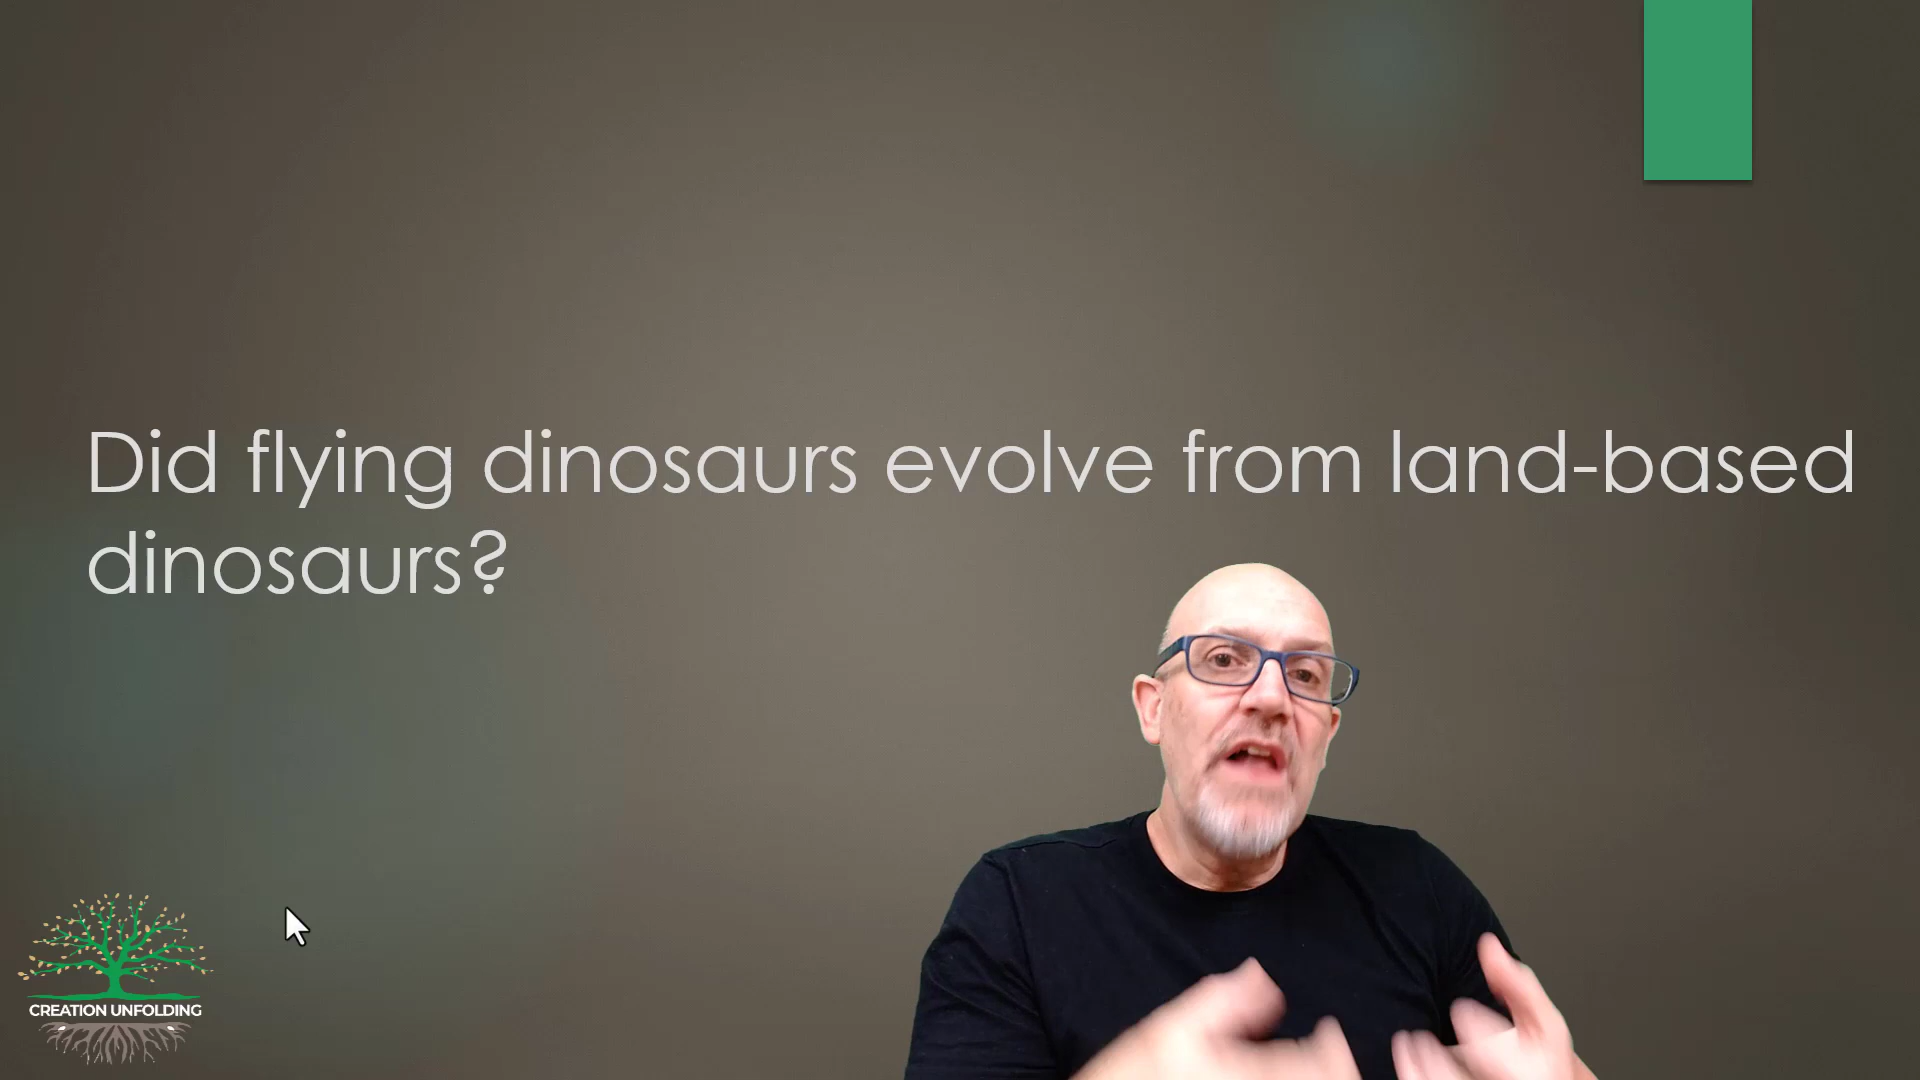 Did flying dinosaurs evolve from land-based
dinosaurs?
CREATION UNFOLDING